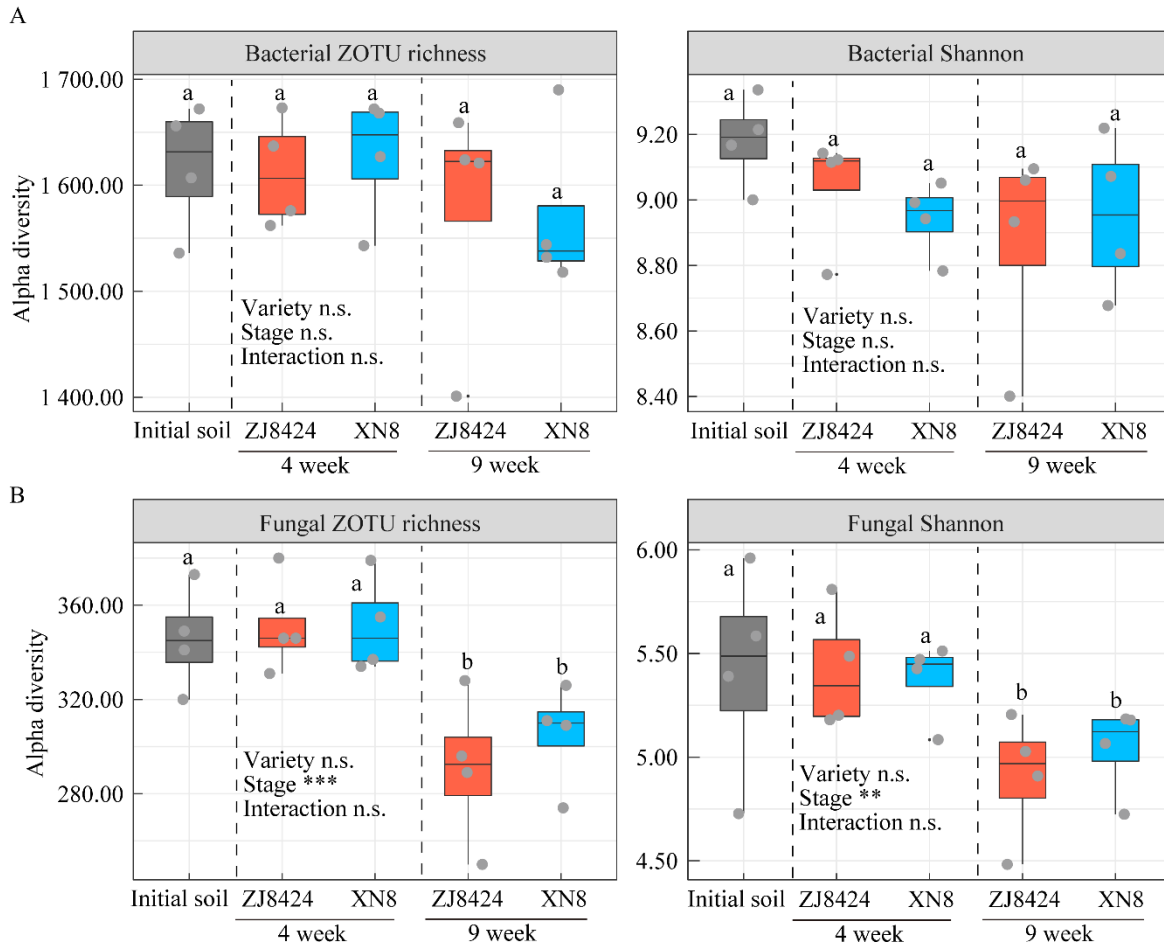 A
Bacterial ZOTU richness
Bacterial Shannon
Alpha diversity
1 700.00
1 600.00
1 500.00
1 400.00
a
a
a
a
a
Variety n.s.
Stage n.s.
Interaction n.s.
Initial soil
ZJ8424
XN8
ZJ8424
XN8
4 week
9 week
9.20
9.00
8.80
8.60
8.40
a
a
a
a
a
Variety n.s.
Stage n.s.
Interaction n.s.
Initial soil
ZJ8424
XN8
ZJ8424
XN8
4 week
9 week
B
Fungal ZOTU richness
Fungal Shannon
Alpha diversity
360.00
320.00
280.00
a
a
a
b
b
Variety n.s.
Stage ***
Interaction n.s.
Initial soil
ZJ8424
XN8
ZJ8424
XN8
4 week
9 week
6.00
5.50
5.00
4.50
a
a
a
b
b
Variety n.s.
Stage **
Interaction n.s.
Initial soil
ZJ8424
XN8
ZJ8424
XN8
4 week
9 week